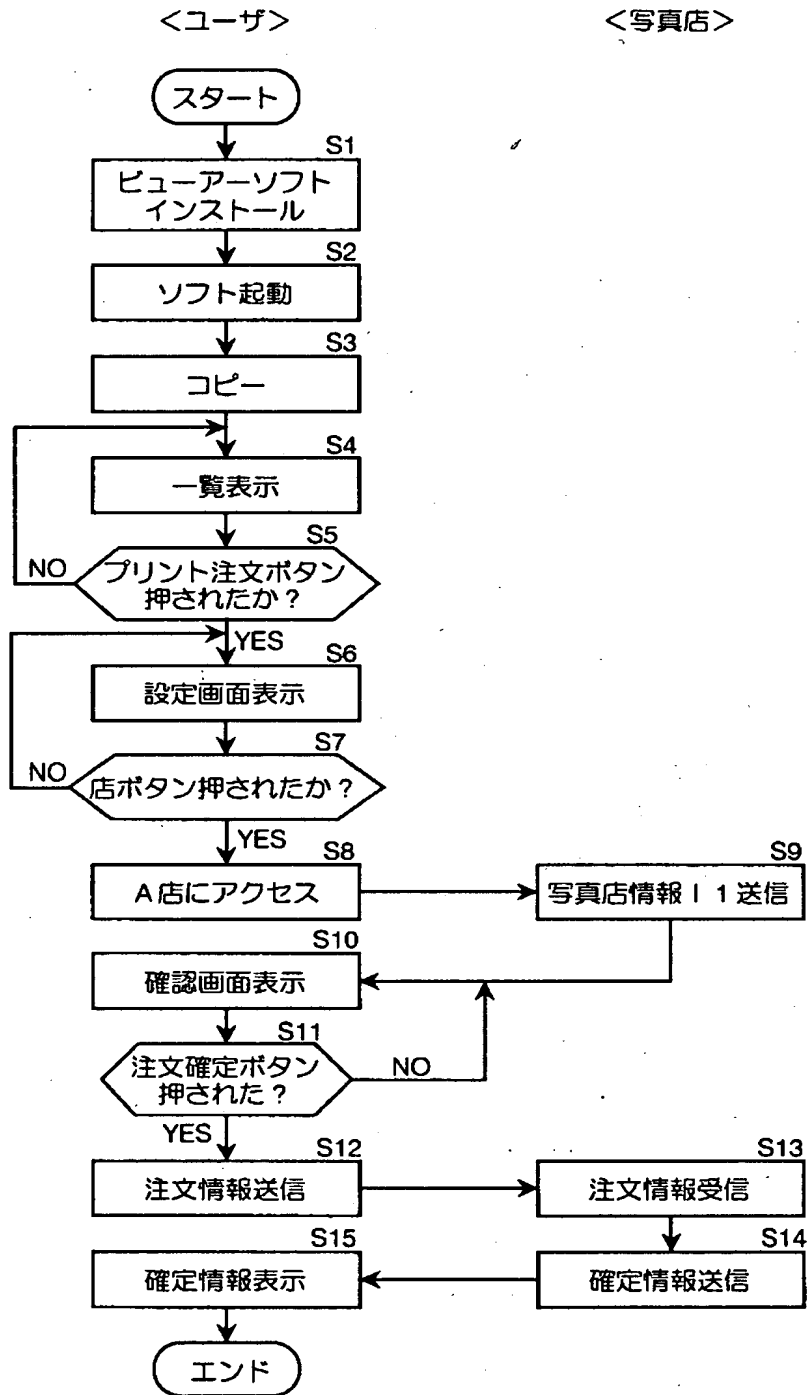 ＜ユーザ＞
＜写真店＞
スタート
S1
ビューアーソフト
インストール
S2
ソフト起動
S3
コピー
S4
一覧表示
S5
プリント注文ボタン
押されたか？
NO
YES
S6
設定画面表示
S7
店ボタン押されたか？
NO
YES
S8
A店にアクセス
S9
写真店情報I1送信
S10
確認画面表示
S11
注文確定ボタン
押された？
NO
YES
S12
注文情報送信
S13
注文情報受信
S14
確定情報送信
S15
確定情報表示
エンド